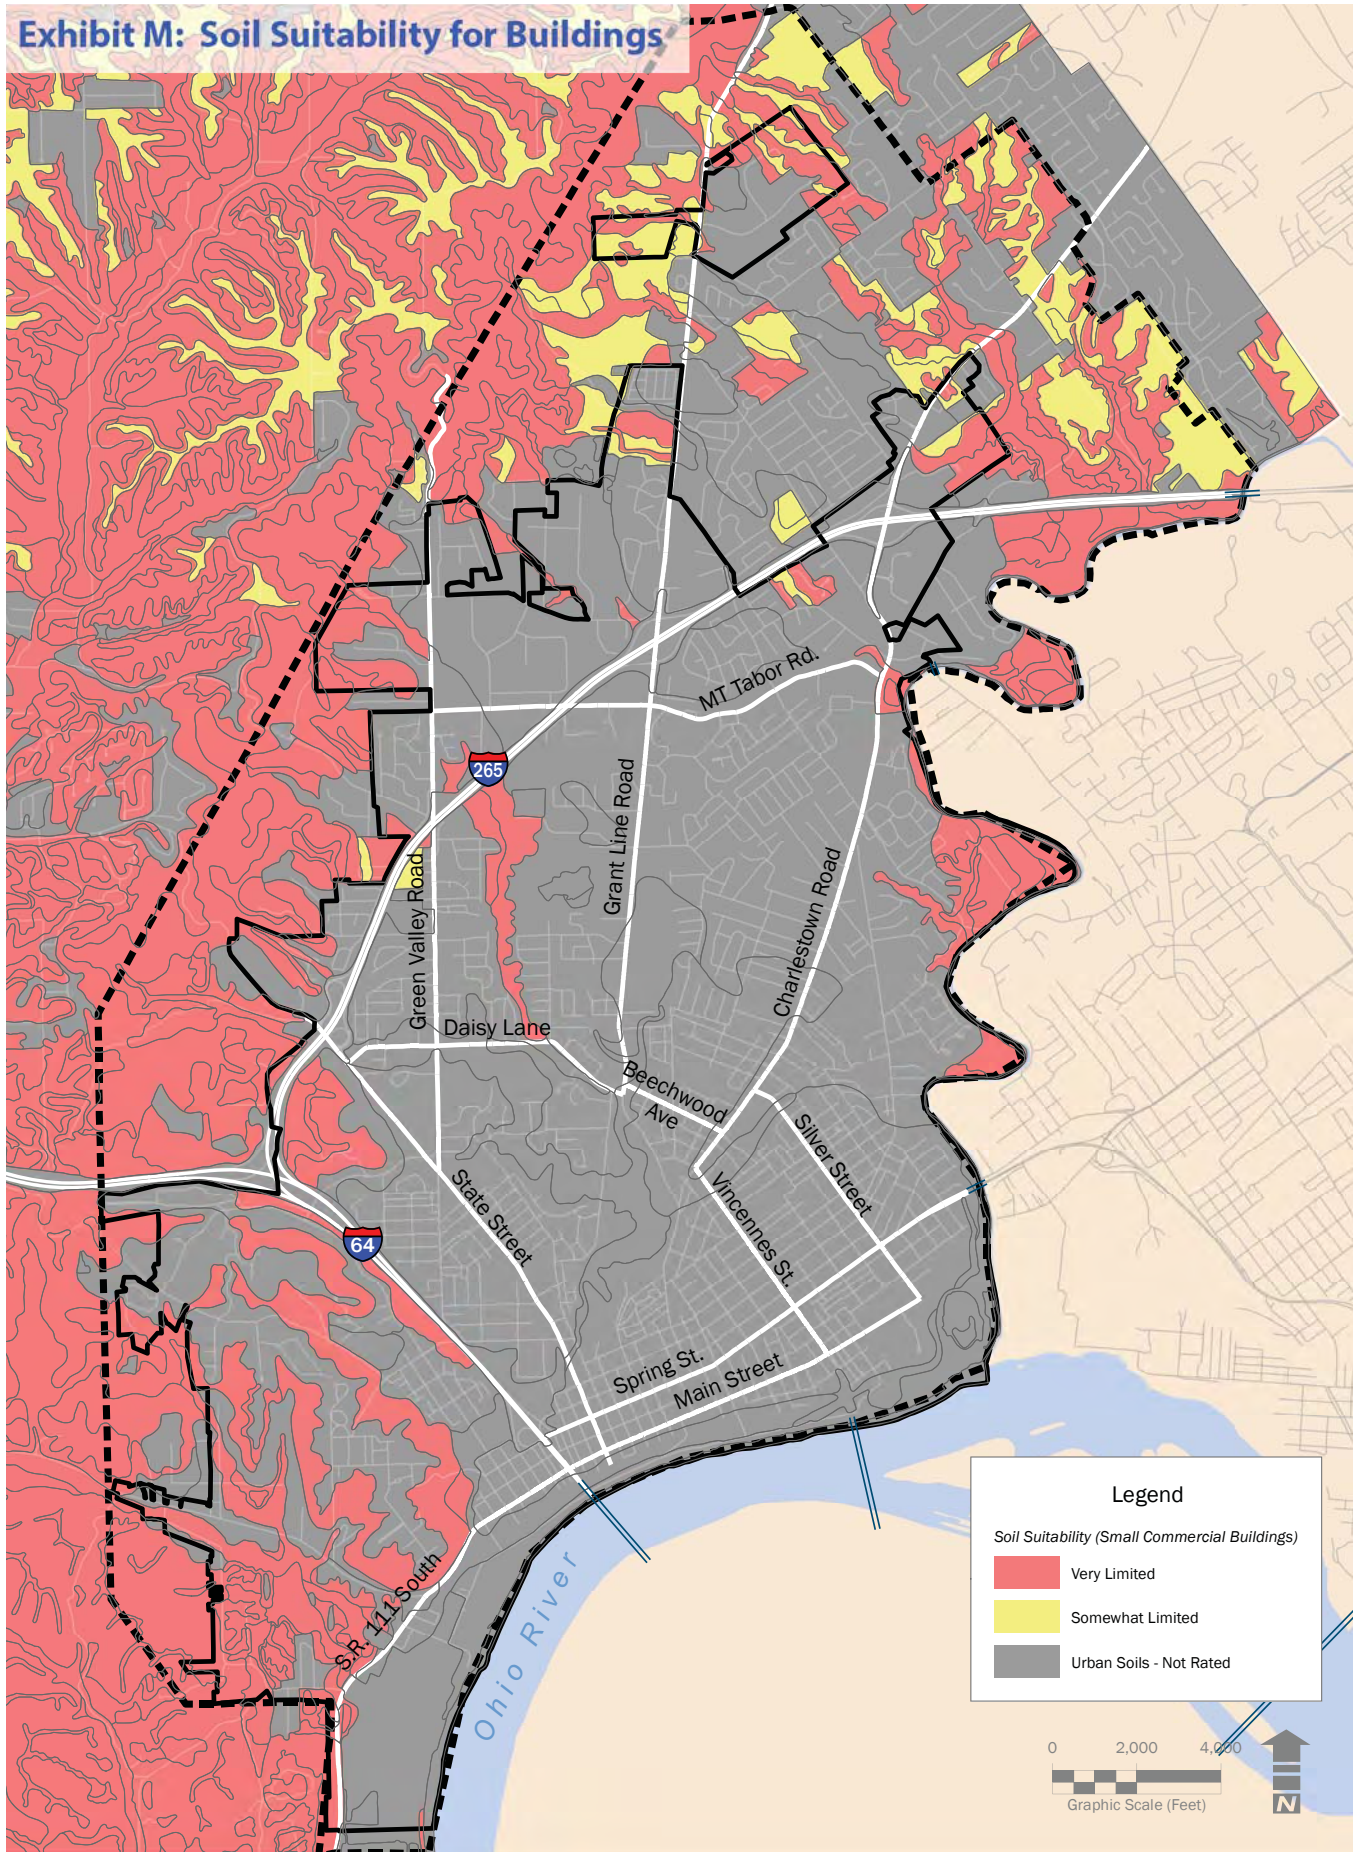 Exhibit M: Soil Suitability for Buildings
MT Tabor Rd.
265
Grant Line Road
Green Valley Road
Charlestown Road
Daisy Lane
Beechwood
Ave
Silver Street
State Street
Vincennes St.
64
Spring St.
Main Street
S.R. 111 South
Ohio River
Legend
Soil Suitability (Small Commercial Buildings)
Very Limited
Somewhat Limited
Urban Soils - Not Rated
0 2,000 4,000
Graphic Scale (Feet)
N